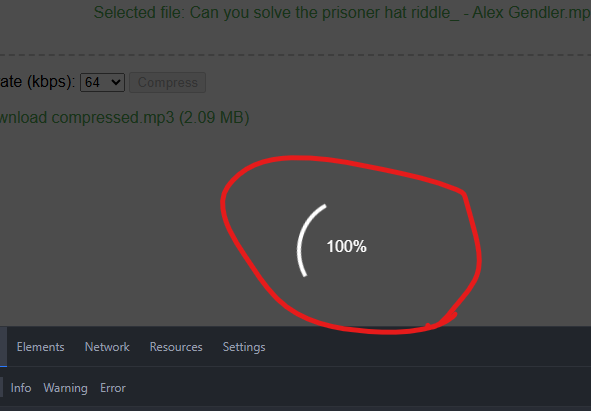 Selected file: Can you solve the prisoner hat riddle_ - Alex Gendler.mp
rate (kbps): 64 Compress
wnload compressed.mp3 (2.09 MB)
100%
Elements Network Resources Settings
Info Warning Error